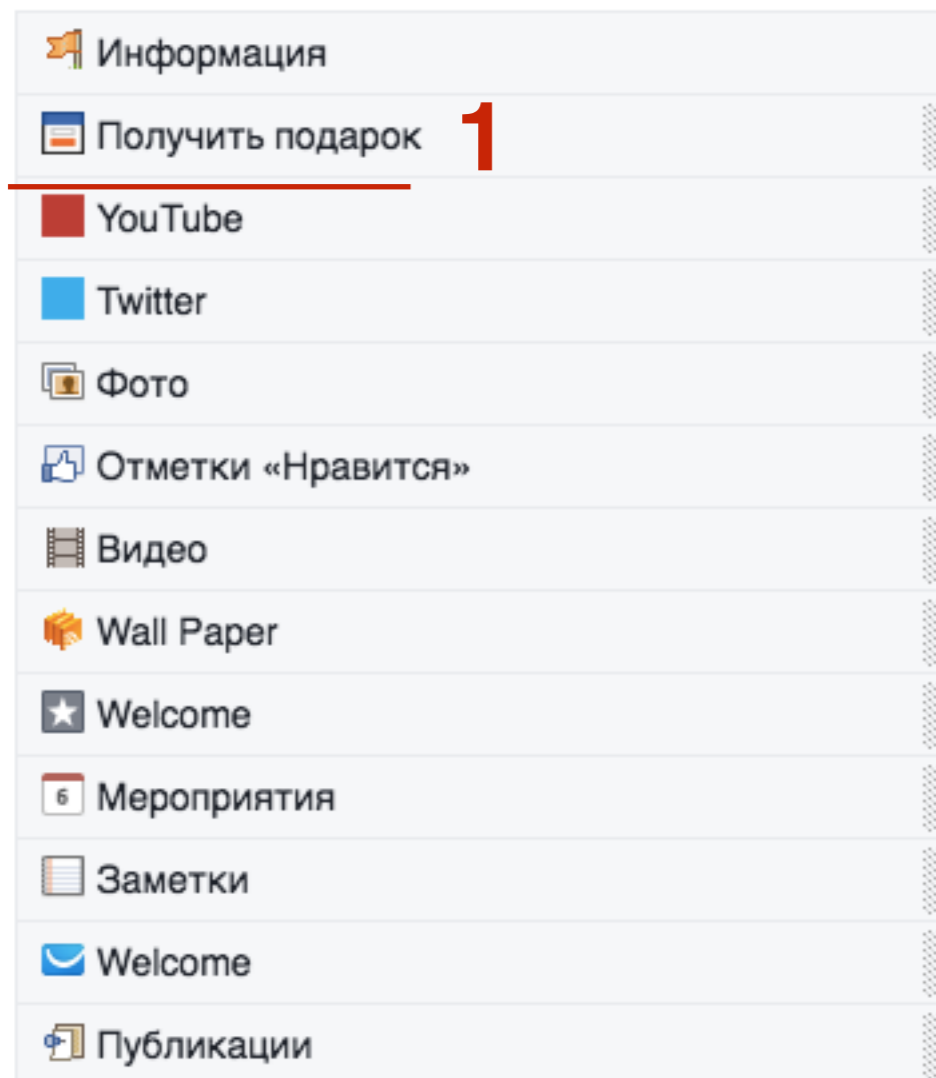 Информация
Получить подарок 1
YouTube
Twitter
Фото
Отметки «Нравится»
Видео
Wall Paper
Welcome
6 Мероприятия
Заметки
Welcome
Публикации